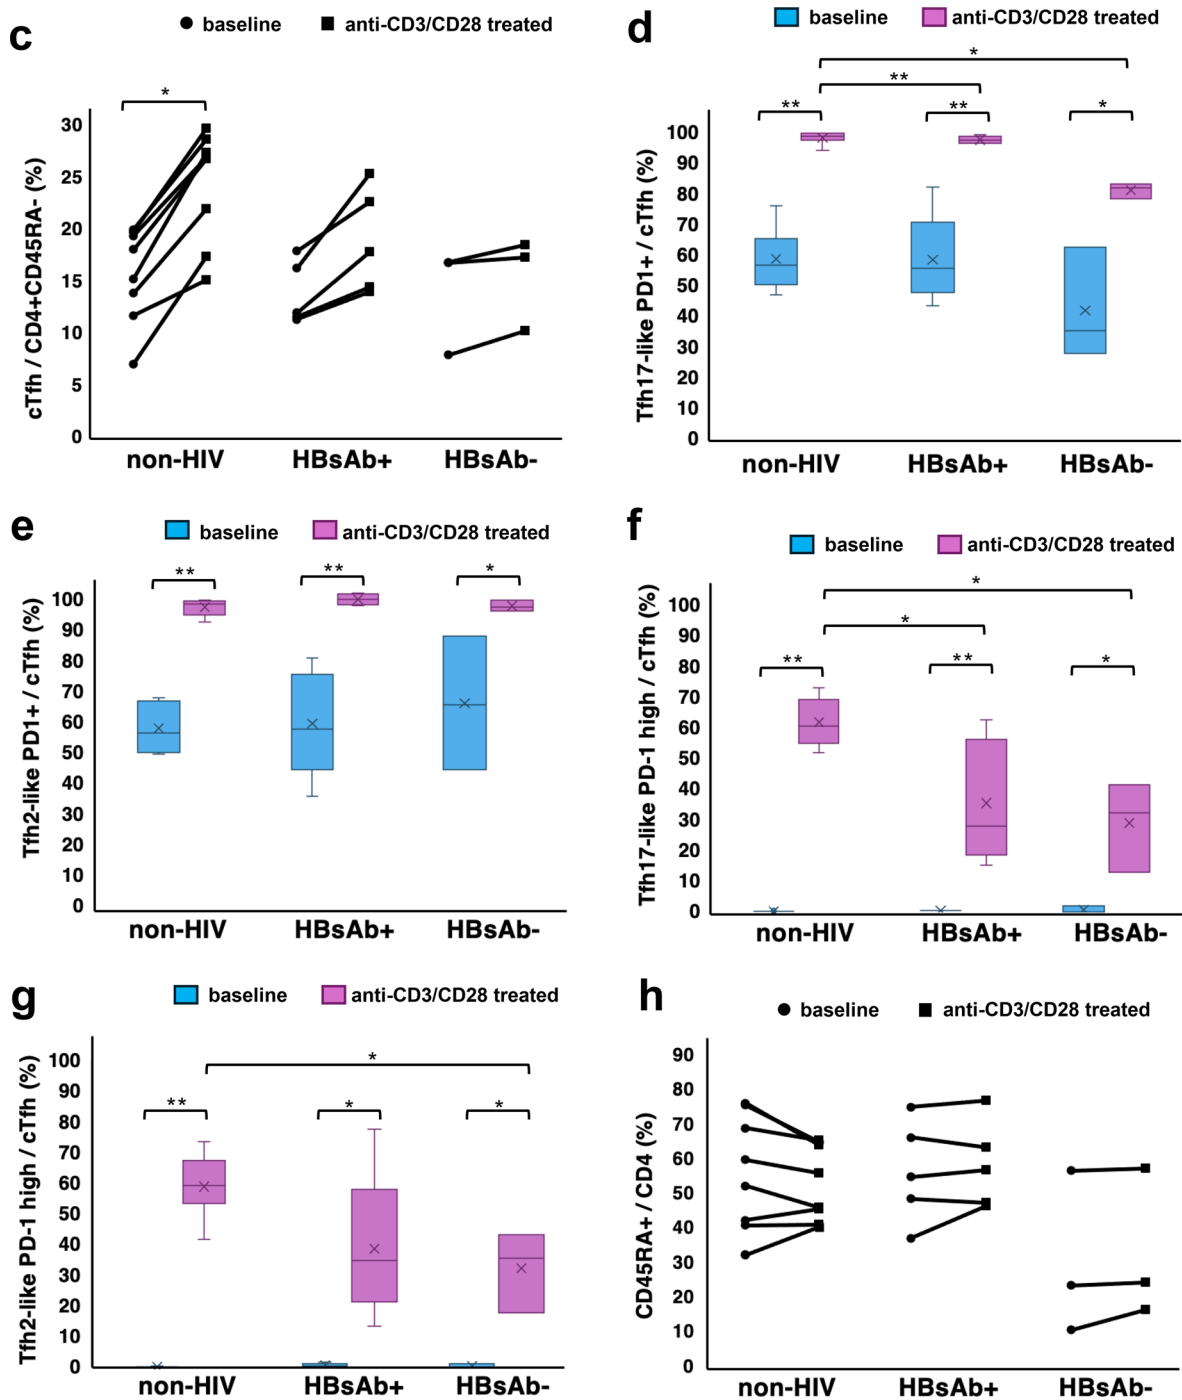 c
baseline anti-CD3/CD28 treated
*
cTfh / CD4+CD45RA- (%)
30
25
20
15
10
5
0
non-HIV HBsAb+ HBsAb-
d
baseline anti-CD3/CD28 treated
*
**
** ** *
Tfh17-like PD1+ / cTfh (%)
100
90
80
70
60
50
40
30
20
10
0
non-HIV HBsAb+ HBsAb-
e
baseline anti-CD3/CD28 treated
** ** *
Tfh2-like PD1+ / cTfh (%)
100
90
80
70
60
50
40
30
20
10
0
non-HIV HBsAb+ HBsAb-
f
baseline anti-CD3/CD28 treated
*
*
** ** *
Tfh17-like PD-1 high / cTfh (%)
100
90
80
70
60
50
40
30
20
10
0
non-HIV HBsAb+ HBsAb-
g
baseline anti-CD3/CD28 treated
*
** * *
Tfh2-like PD-1 high / cTfh (%)
100
90
80
70
60
50
40
30
20
10
0
non-HIV HBsAb+ HBsAb-
h
baseline anti-CD3/CD28 treated
CD45RA+ / CD4 (%)
90
80
70
60
50
40
30
20
10
0
non-HIV HBsAb+ HBsAb-